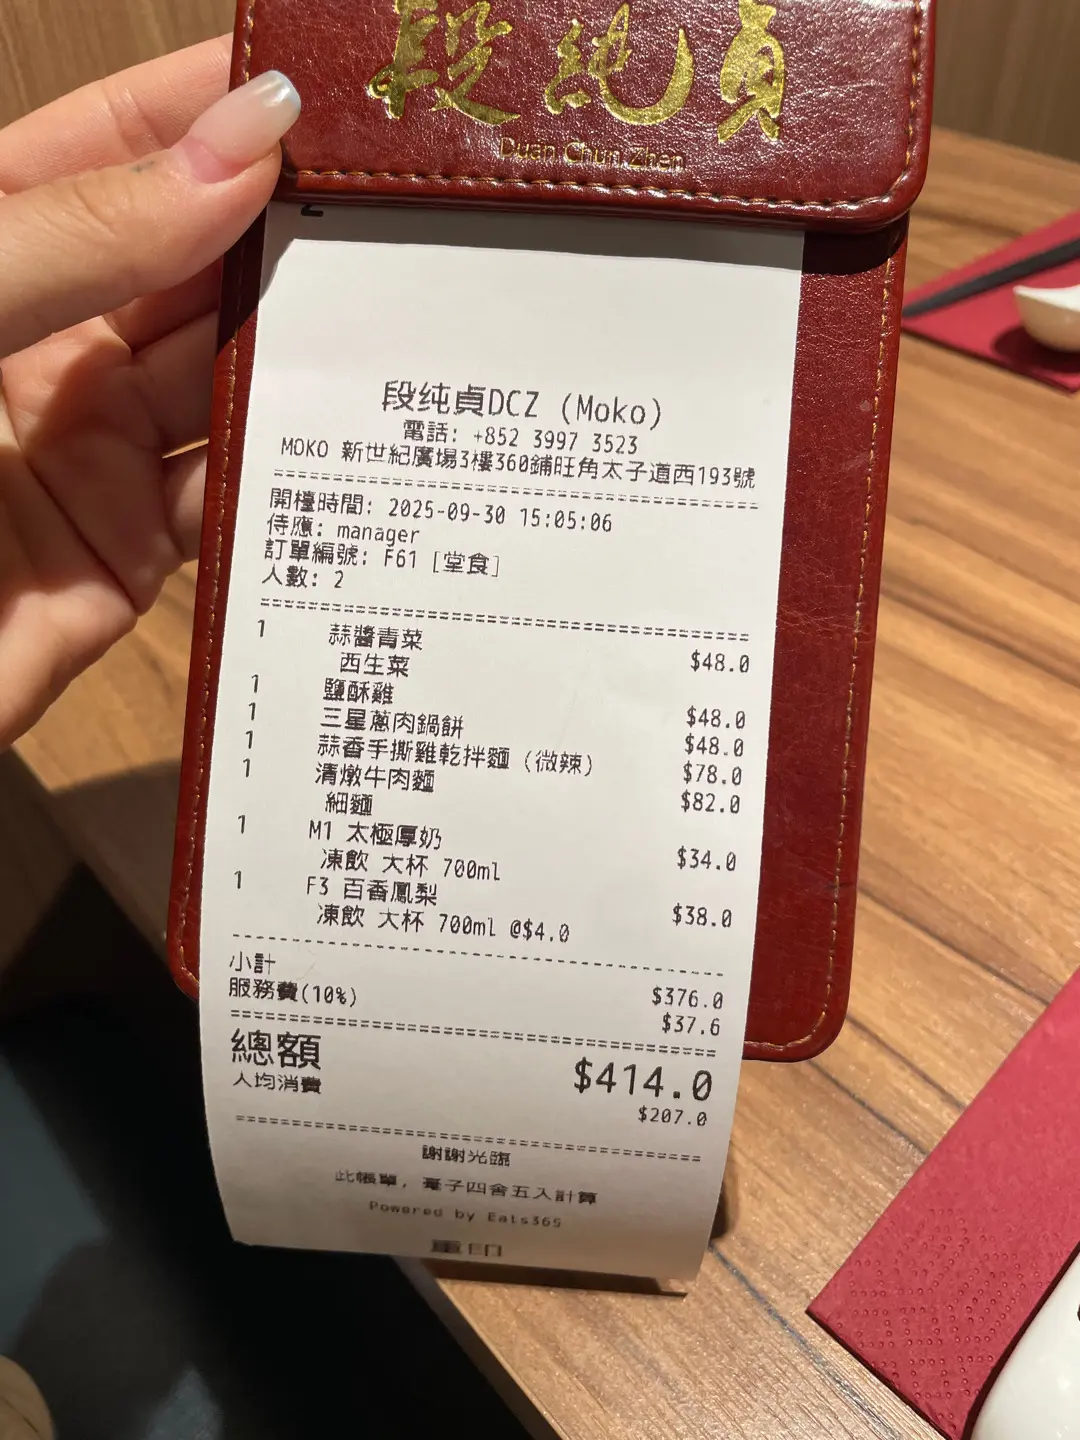 段純貞
Duan Chun Zhen
段纯貞DCZ (Moko)
電話: +852 3997 3523
MOKO 新世紀廣場3樓360鋪旺角太子道西193號
開檯時間: 2025-09-30 15:05:06
侍應: manager
訂單編號: F61 [堂食]
人數: 2
1 蒜醬青菜 $48.0
西生菜
1 鹽酥雞 $48.0
1 三星蔥肉鍋餅 $48.0
1 蒜香手撕雞乾拌麵 (微辣) $78.0
1 清燉牛肉麵 $82.0
細麵
1 M1 太極厚奶 $34.0
凍飲 大杯 700ml
1 F3 百香鳳梨 $38.0
凍飲 大杯 700ml @$4.0
小計 $376.0
服務費(10%) $37.6
總額 $414.0
人均消費 $207.0
謝謝光臨
此帳單, 毫子四舍五入計算
Powered by Eats365
重印